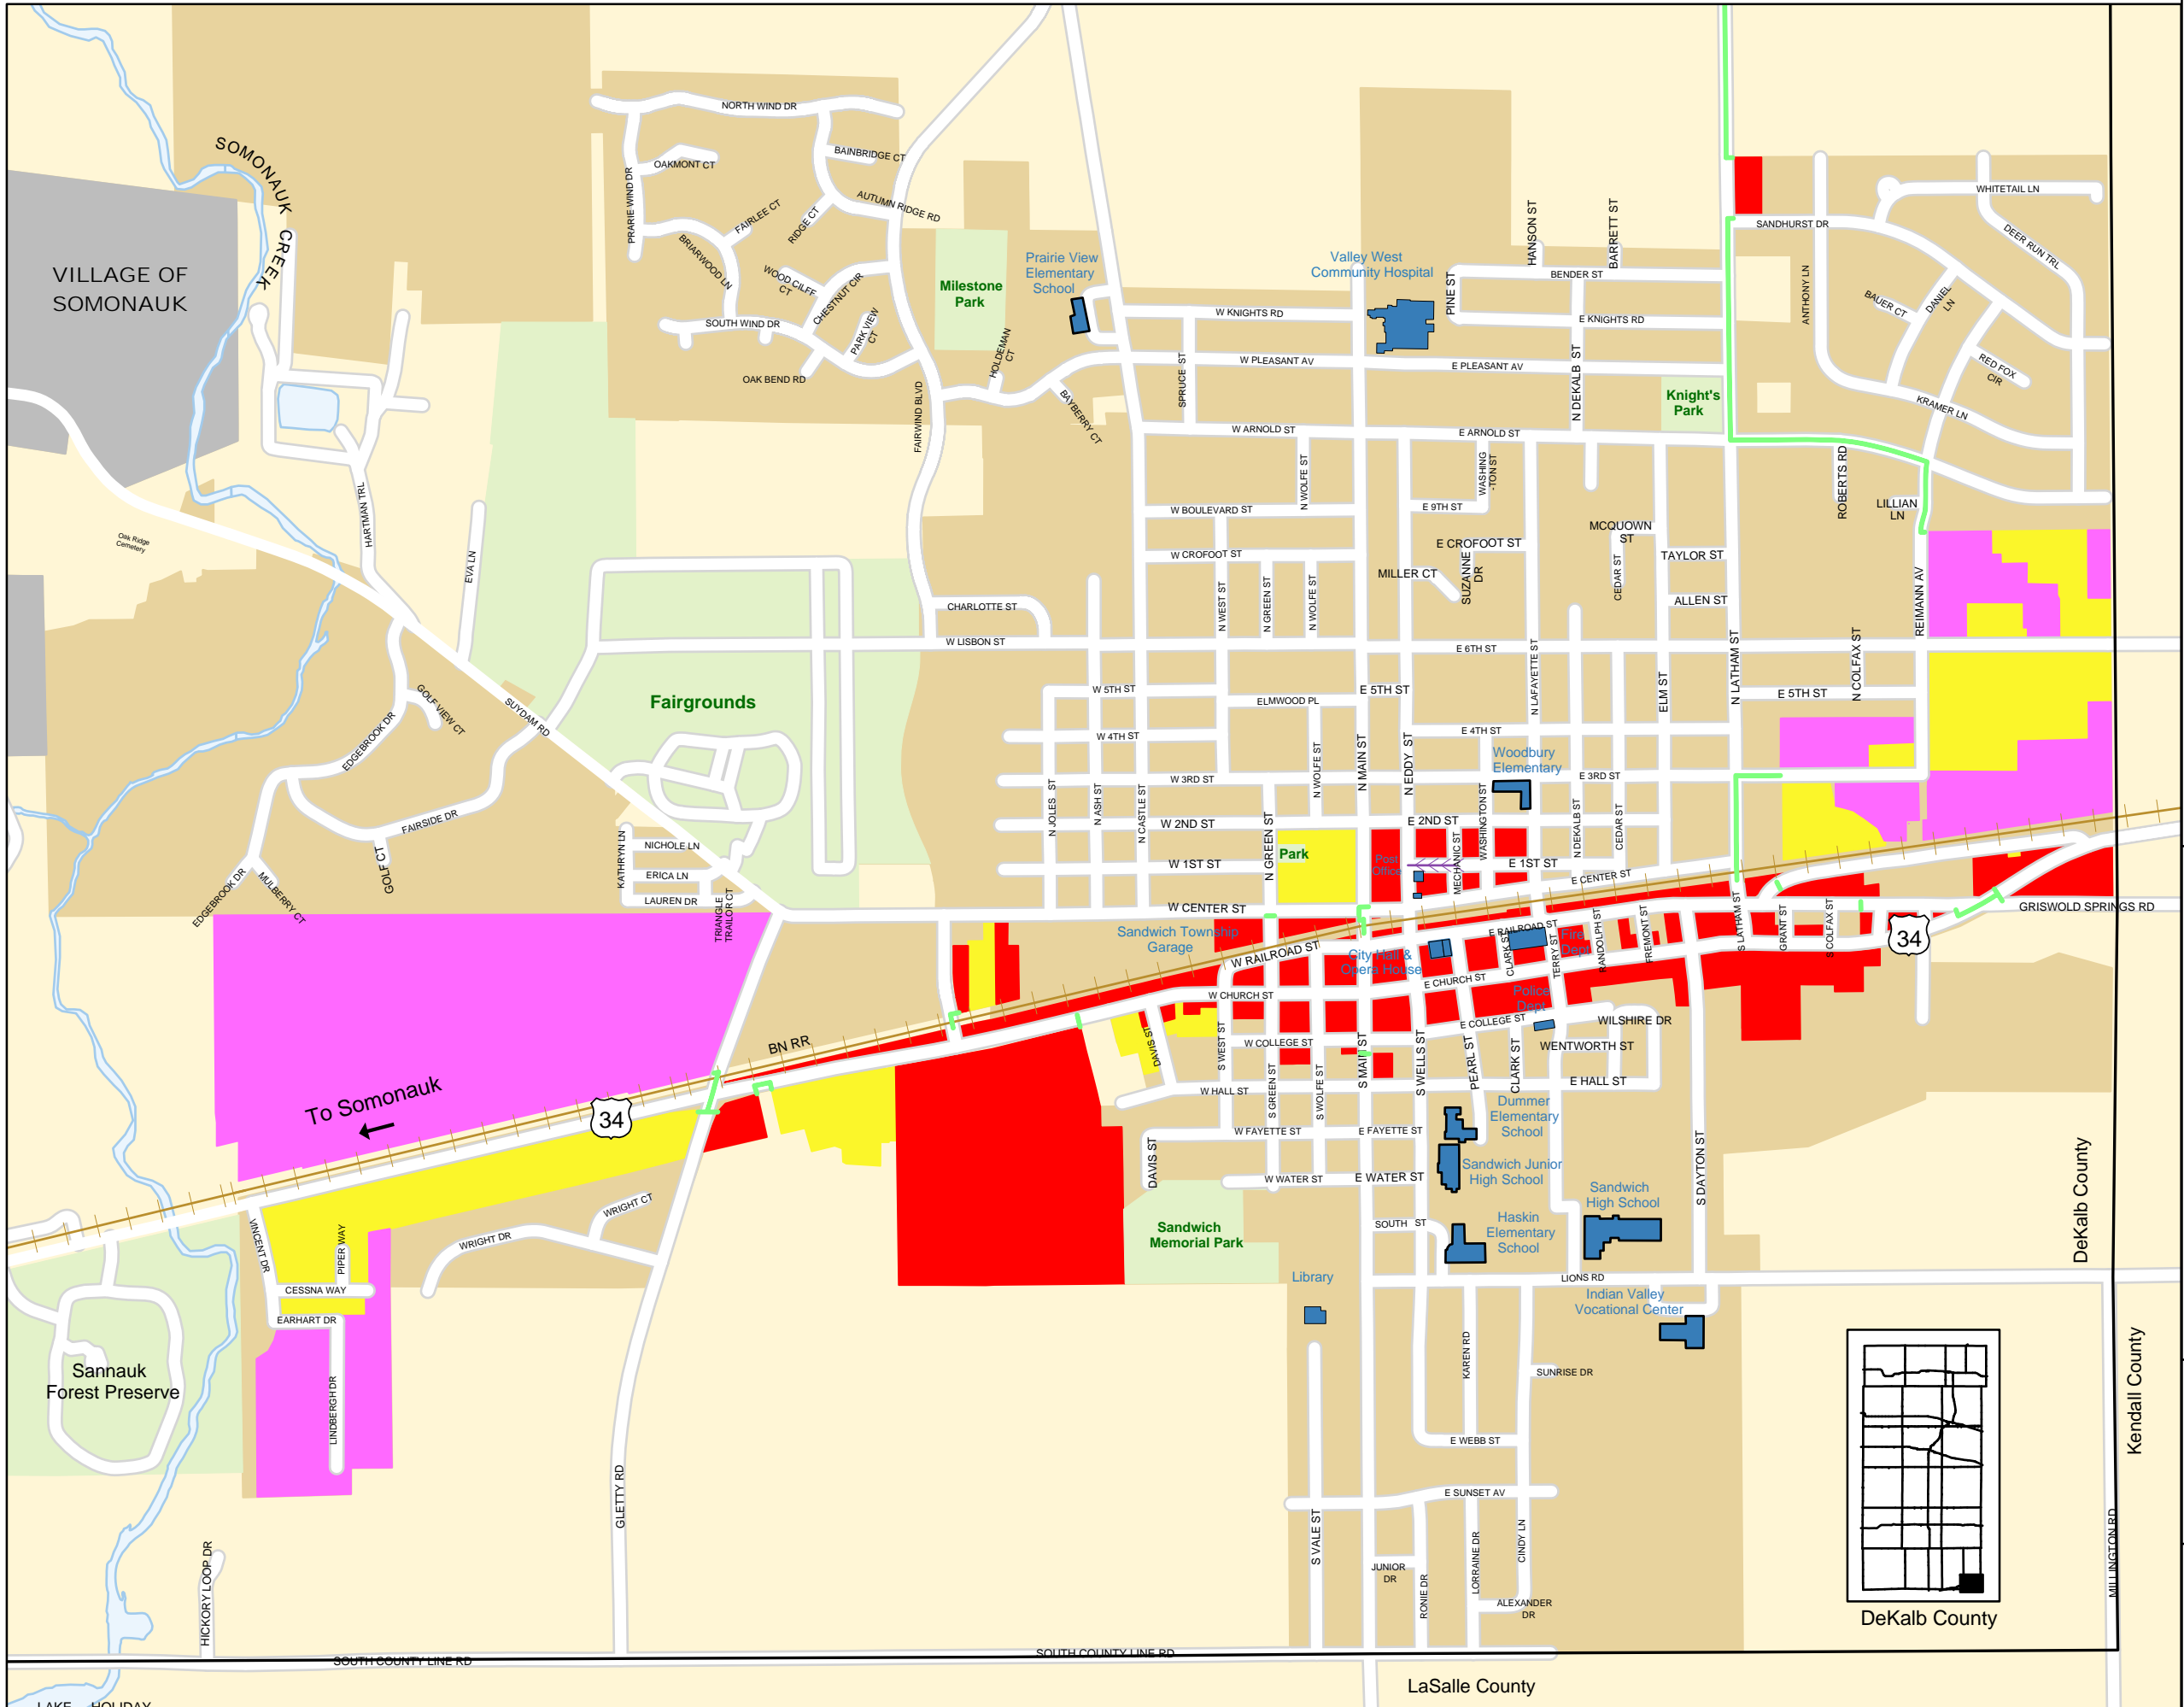 NORTH WIND DR
BAINBRIDGE CT
OAKMONT CT
PRARIE WIND DR
AUTUMN RIDGE RD
FAIRLEE CT
RIDGE CT
BRIARWOOD LN
WOOD CILFF
CT
CHESTNUT CIR
PARK VIEW
CT
SOUTH WIND DR
OAK BEND RD
SOMONAUK CREEK
VILLAGE OF
SOMONAUK
Milestone
Park
Prairie View
Elementary
School
HOLDEMAN
CT
BAYBERRY CT
FAIRWIND BLVD
Valley West
Community Hospital
PINE ST
HANSON ST
BARRETT ST
BENDER ST
W KNIGHTS RD
E KNIGHTS RD
SPRUCE ST
W PLEASANT AV
E PLEASANT AV
N DEKALB ST
Knight's
Park
W ARNOLD ST
E ARNOLD ST
SANDHURST DR
WHITETAIL LN
DEER RUN TRL
ANTHONY LN
BAUER CT
DANIEL
LN
RED FOX
CIR
KRAMER LN
ROBERTS RD
LILLIAN
LN
REIMANN AV
Oak Ridge
Cemetery
HARTMAN TRL
EVA LN
N WOLFE ST
WASHING
-TON ST
W BOULEVARD ST
E 9TH ST
W CROFOOT ST
E CROFOOT ST
MCQUOWN
ST
TAYLOR ST
MILLER CT
SUZANNE
DR
CEDAR ST
ALLEN ST
CHARLOTTE ST
N WEST ST
N GREEN ST
N WOLFE ST
W LISBON ST
E 6TH ST
N LAFAYETTE ST
ELM ST
N LATHAM ST
N COLFAX ST
W 5TH ST
ELMWOOD PL
E 5TH ST
E 5TH ST
Fairgrounds
GOLF VIEW CT
SUYDAM RD
EDGEBROOK DR
W 4TH ST
E 4TH ST
N WOLFE ST
N MAIN ST
N EDDY ST
Woodbury
Elementary
W 3RD ST
E 3RD ST
N JOLES ST
N ASH ST
N CASTLE ST
N GREEN ST
W 2ND ST
E 2ND ST
MECHANIC ST
WASHINGTON ST
N DEKALB ST
CEDAR ST
FAIRSIDE DR
GOLF CT
EDGEBROOK DR
MULBERRY CT
KATHRYN LN
NICHOLE LN
ERICA LN
LAUREN DR
TRIANGLE
TRAILOR CT
W 1ST ST
Park
Post
Office
E 1ST ST
E CENTER ST
W CENTER ST
Sandwich Township
Garage
W RAILROAD ST
City Hall &
Opera House
E RAILROAD ST
CLARK ST
Fire
Dept
TERRY ST
RANDOLPH ST
FREMONT ST
S LATHAM ST
GRANT ST
S COLFAX ST
34
GRISWOLD SPRINGS RD
W CHURCH ST
E CHURCH ST
Police
Dept
DAVIS ST
S WEST ST
W COLLEGE ST
E COLLEGE ST
WILSHIRE DR
WENTWORTH ST
BN RR
S MAIN ST
S WELLS ST
PEARL ST
CLARK ST
To Somonauk
34
W HALL ST
E HALL ST
S GREEN ST
S WOLFE ST
Dummer
Elementary
School
W FAYETTE ST
E FAYETTE ST
DAVIS ST
S DAYTON ST
Sandwich Junior
High School
W WATER ST
E WATER ST
Sandwich
High School
Sandwich
Memorial Park
SOUTH ST
Haskin
Elementary
School
WRIGHT CT
WRIGHT DR
VINCENT DR
PIPER WAY
CESSNA WAY
EARHART DR
LINDBERGH DR
Library
LIONS RD
Indian Valley
Vocational Center
Sannauk
Forest Preserve
KAREN RD
SUNRISE DR
E WEBB ST
E SUNSET AV
GLETTY RD
S VALE ST
LORRAINE DR
CINDY LN
JUNIOR
DR
RONIE DR
ALEXANDER
DR
HICKORY LOOP DR
DeKalb County
Kendall County
MILLINGTON RD
DeKalb County
SOUTH COUNTY LINE RD
SOUTH COUNTY LINE RD
LaSalle County
LAKE HOLIDAY